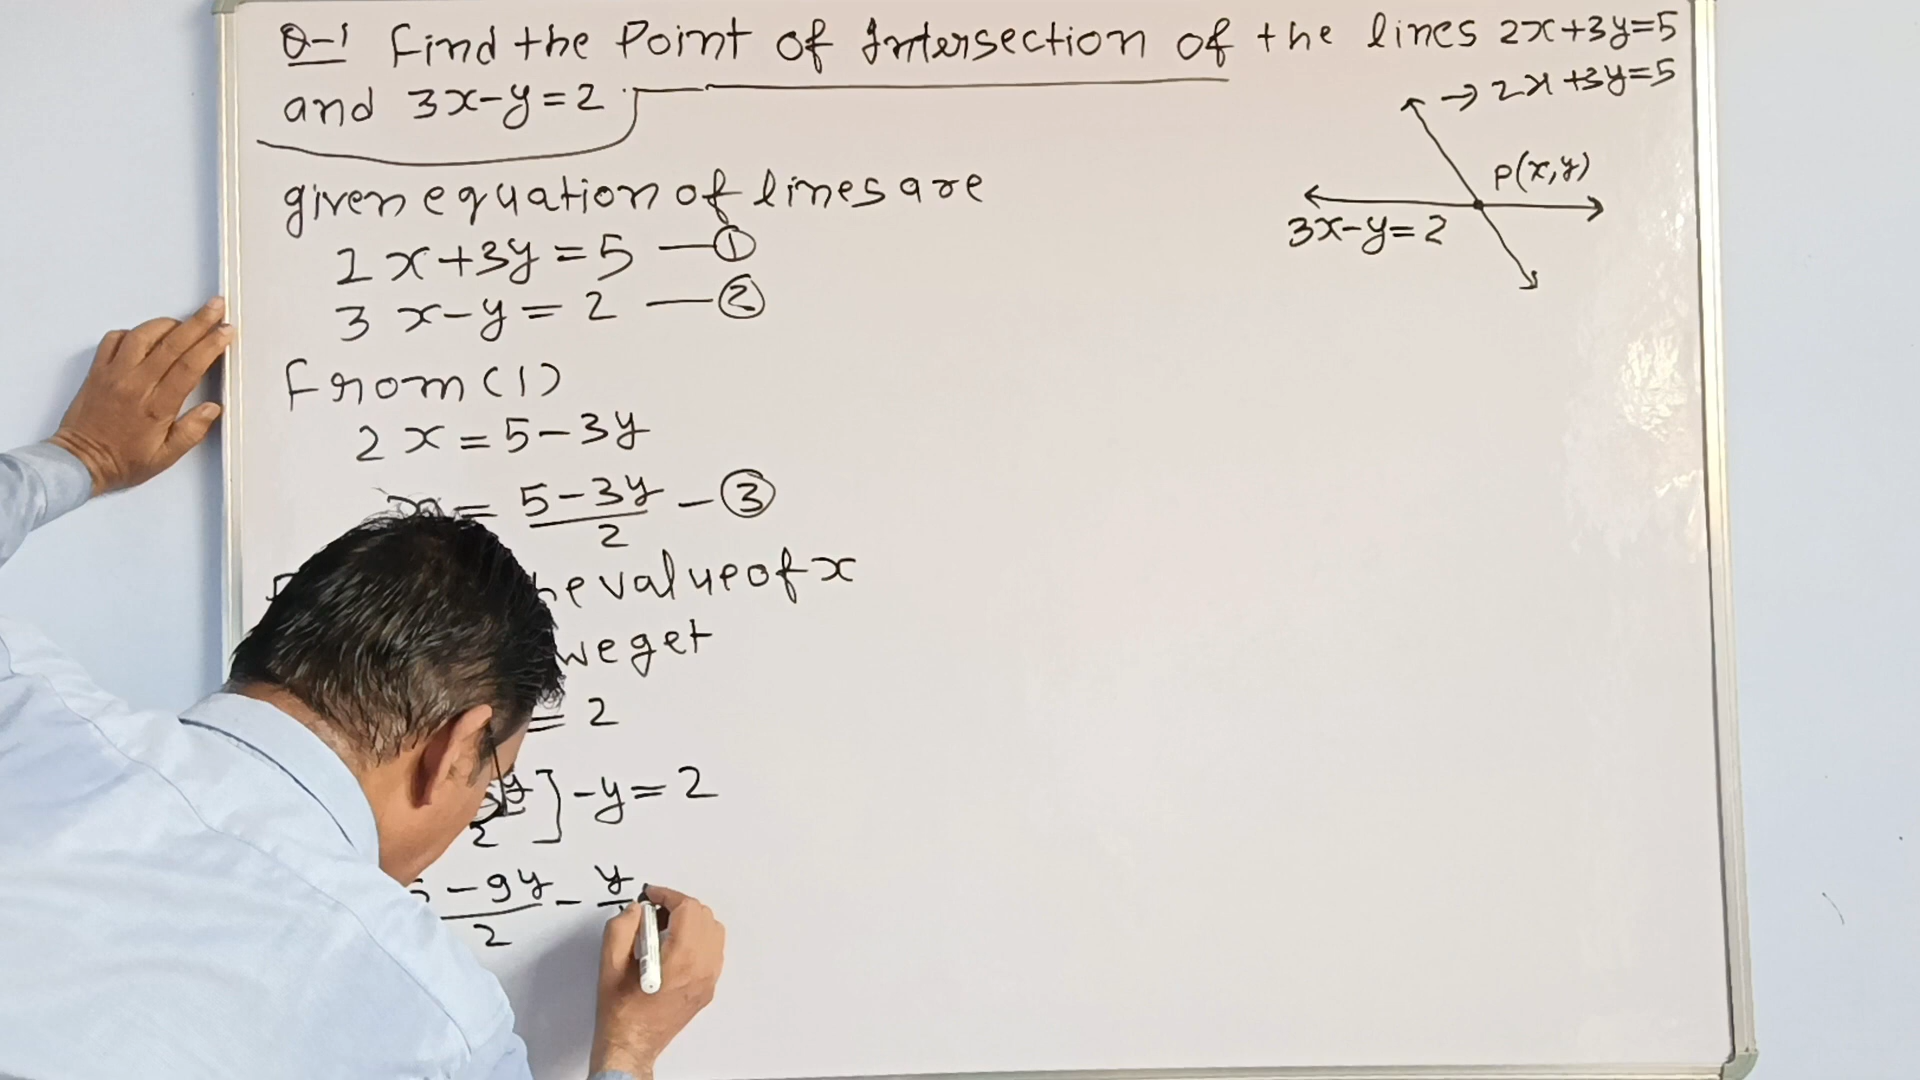 Q-1 Find the Point of Intersection of the lines 2x+3y=5
and 3x-y=2
→ 2x+3y=5
P(x,y)
3x-y=2
given equation of lines are
2x+3y=5 —①
3x-y=2 —②
From (1)
2x=5-3y
x = 5-3y/2 -③
the value of x
we get
= 2
y/2]-y=2
-9y/2 - y